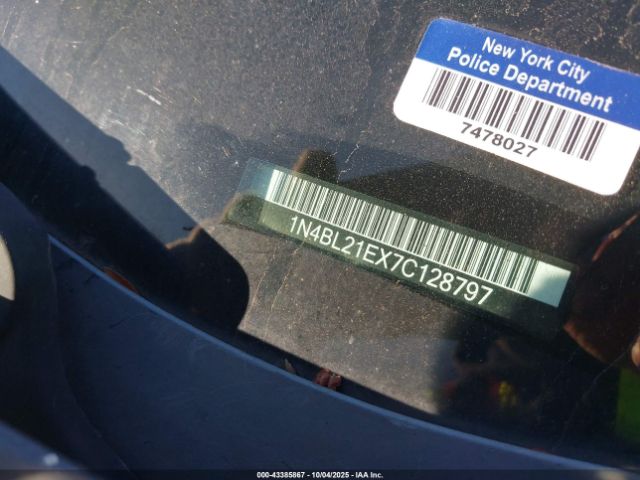 New York City
Police Department
7478027
1N4BL21EX7C128797
000-43385867 - 10/04/2025 - IAA Inc.